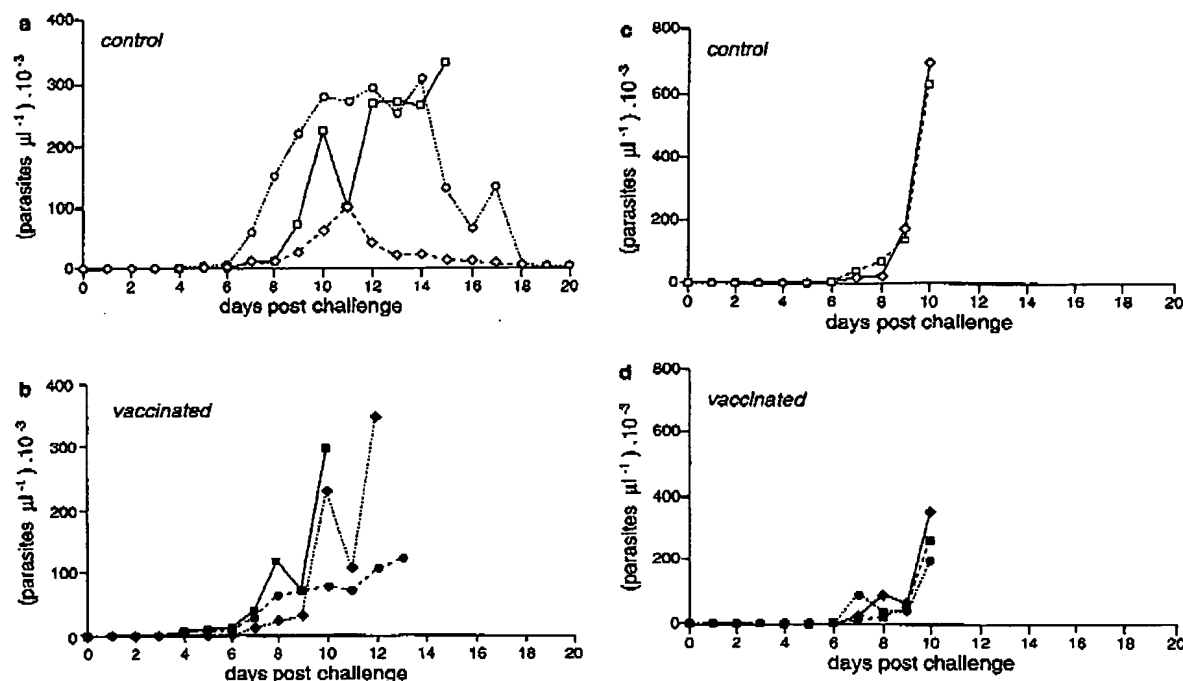 a
control
(parasites µl⁻¹).10⁻³
400
300
200
100
0
0 2 4 6 8 10 12 14 16 18 20
days post challenge
c
control
(parasites µl⁻¹).10⁻³
800
600
400
200
0
0 2 4 6 8 10 12 14 16 18 20
days post challenge
b
vaccinated
(parasites µl⁻¹).10⁻³
400
300
200
100
0
0 2 4 6 8 10 12 14 16 18 20
days post challenge
d
vaccinated
(parasites µl⁻¹).10⁻³
800
600
400
200
0
0 2 4 6 8 10 12 14 16 18 20
days post challenge